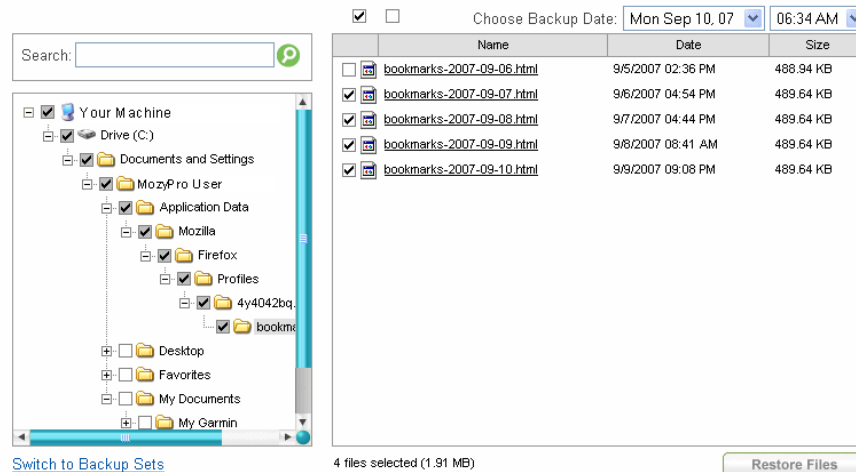 Choose Backup Date: Mon Sep 10, 07 06:34 AM
Search:
Name Date Size
bookmarks-2007-09-06.html 9/5/2007 02:36 PM 488.94 KB
bookmarks-2007-09-07.html 9/6/2007 04:54 PM 489.64 KB
bookmarks-2007-09-08.html 9/7/2007 04:44 PM 489.64 KB
bookmarks-2007-09-09.html 9/8/2007 08:41 AM 489.64 KB
bookmarks-2007-09-10.html 9/9/2007 09:08 PM 489.64 KB
Your Machine
Drive (C:)
Documents and Settings
MozyPro User
Application Data
Mozilla
Firefox
Profiles
4y4042bq.
bookma
Desktop
Favorites
My Documents
My Garmin
Switch to Backup Sets
4 files selected (1.91 MB)
Restore Files